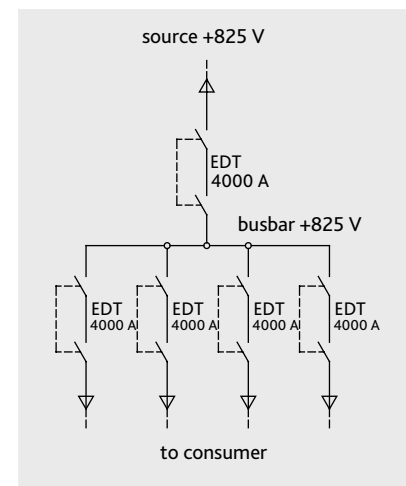 source +825 V
EDT
4000 A
busbar +825 V
EDT
4000 A
EDT
4000 A
EDT
4000 A
EDT
4000 A
to consumer